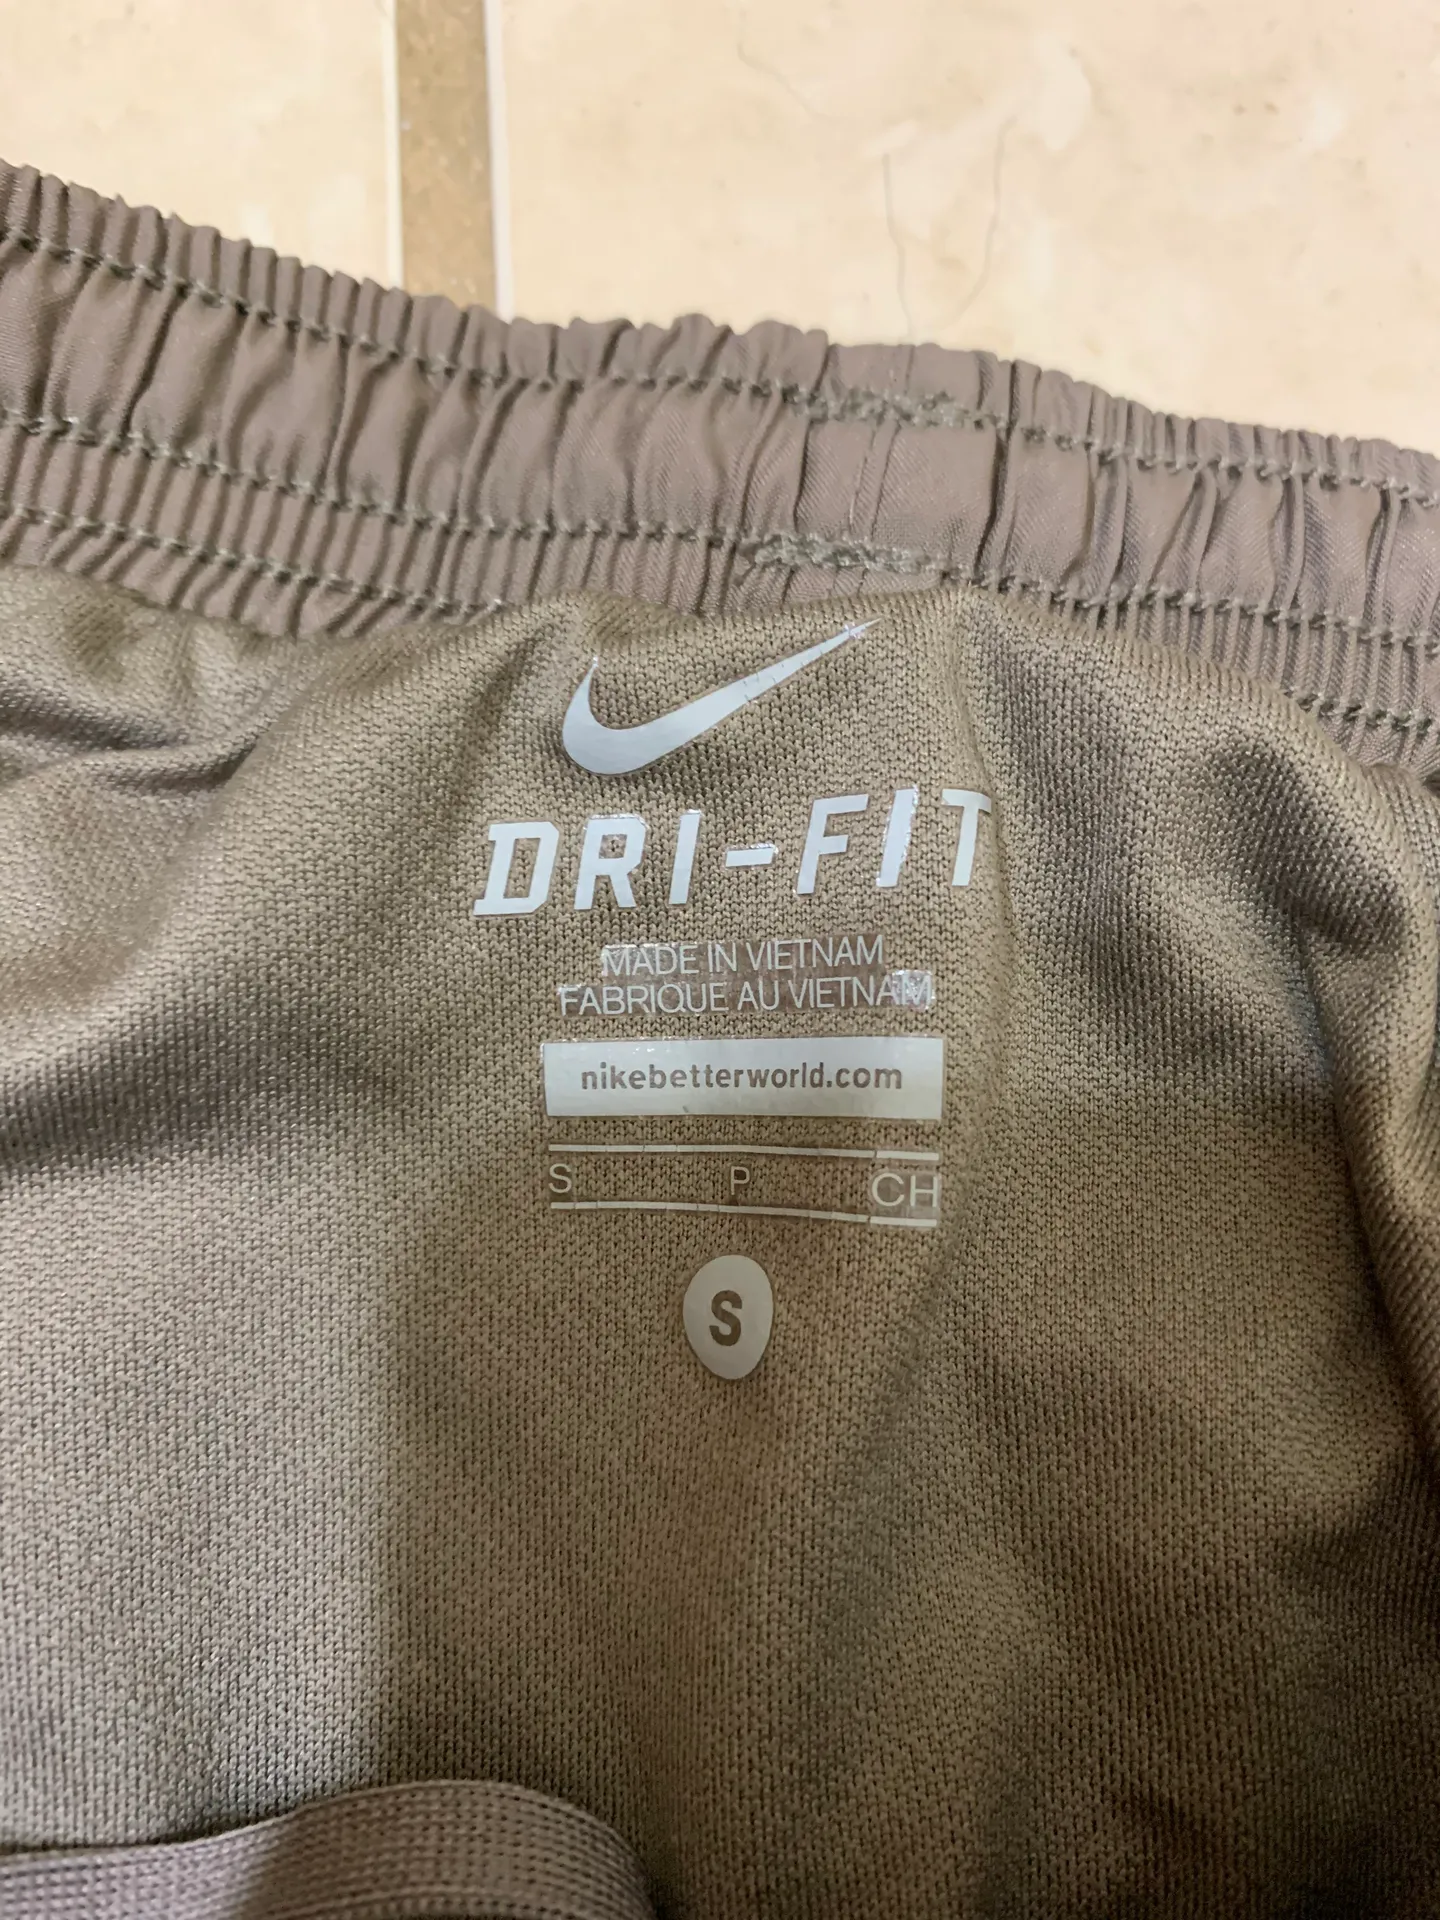 DRI-FIT
MADE IN VIETNAM
FABRIQUE AU VIETNAM
nikebetterworld.com
S P CH
S